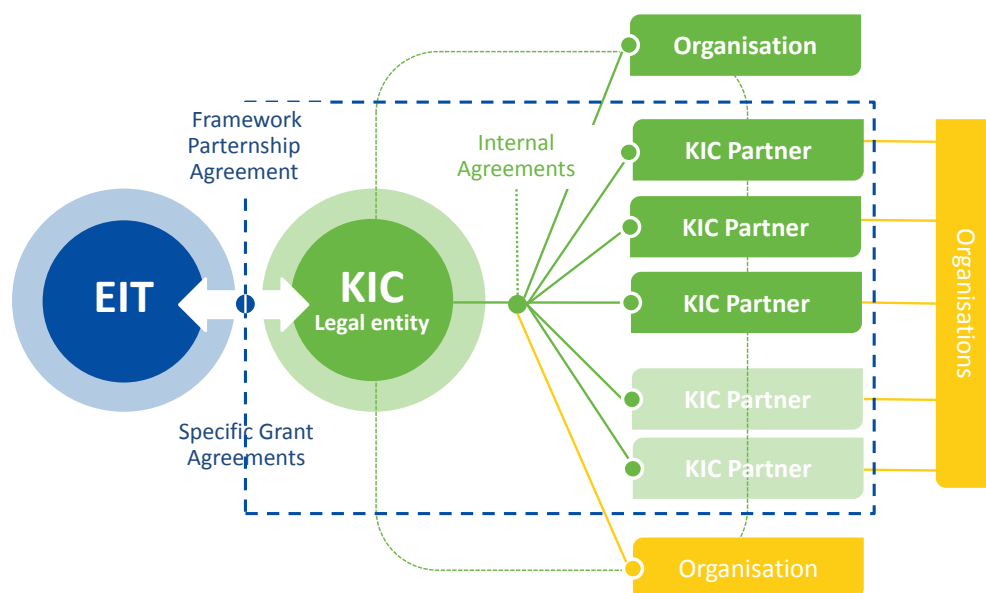 Organisation
Framework
Parternship
Agreement
Internal
Agreements
KIC Partner
KIC Partner
EIT
KIC
Legal entity
KIC Partner
Organisations
KIC Partner
Specific Grant
Agreements
KIC Partner
Organisation